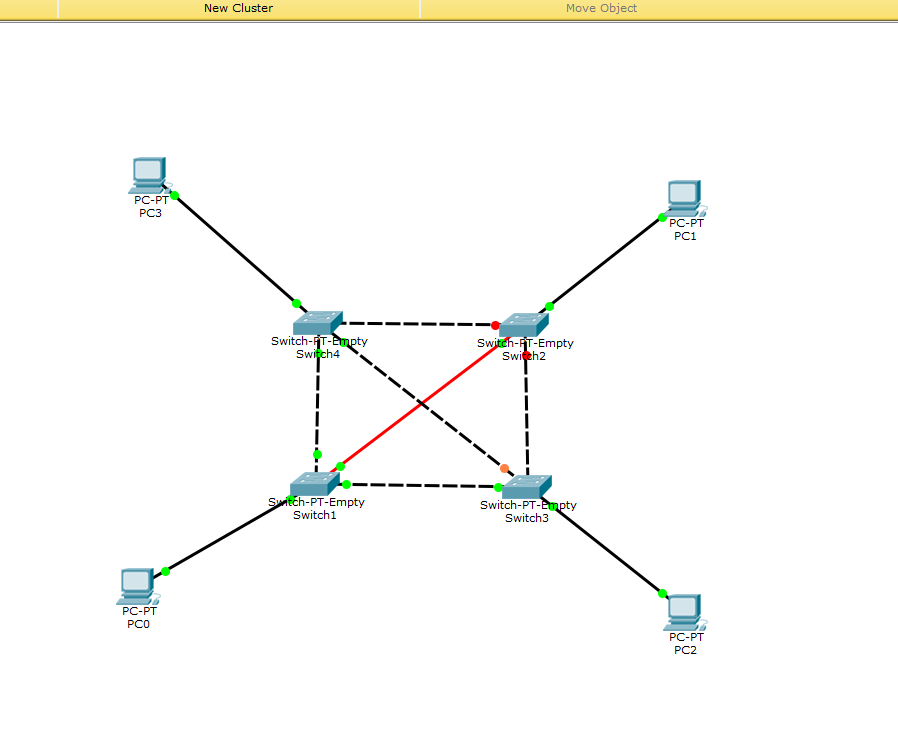 New Cluster
Move Object
PC-PT
PC3
PC-PT
PC1
Switch-PT-Empty
Switch4
Switch-PT-Empty
Switch2
Switch-PT-Empty
Switch1
Switch-PT-Empty
Switch3
PC-PT
PC0
PC-PT
PC2